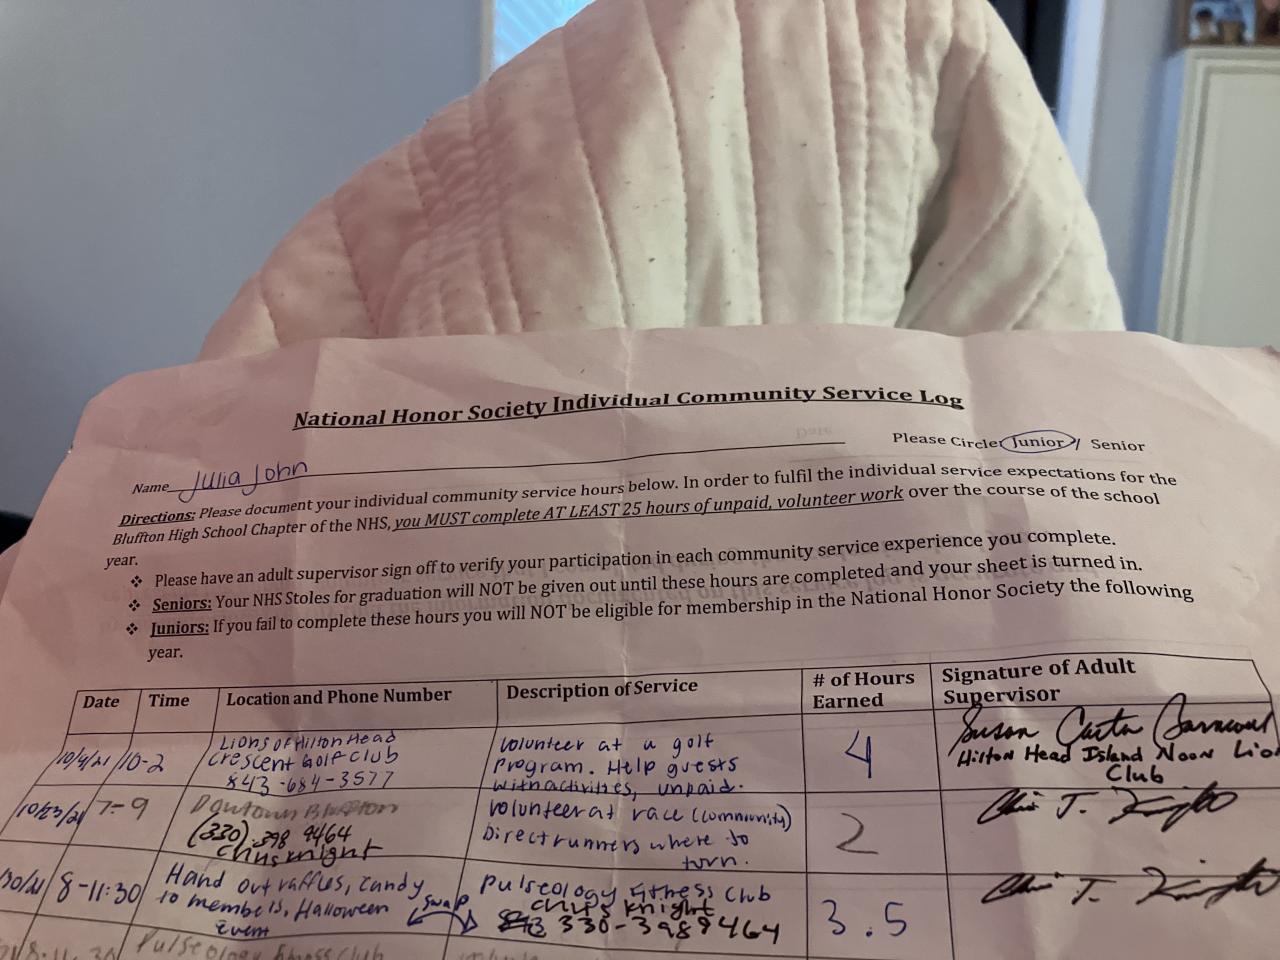 National Honor Society Individual Community Service Log
Name Julia John
Please Circle: Junior / Senior
Directions: Please document your individual community service hours below. In order to fulfil the individual service expectations for the
Bluffton High School Chapter of the NHS, you MUST complete AT LEAST 25 hours of unpaid, volunteer work over the course of the school
year.
❖ Please have an adult supervisor sign off to verify your participation in each community service experience you complete.
❖ Seniors: Your NHS Stoles for graduation will NOT be given out until these hours are completed and your sheet is turned in.
❖ Juniors: If you fail to complete these hours you will NOT be eligible for membership in the National Honor Society the following
year.
Date Time Location and Phone Number Description of Service # of Hours Earned Signature of Adult Supervisor
10/4/21 10-2
Lions of Hilton Head
Crescent Golf Club
843-684-3577
Volunteer at a golf
program. Help guests
with activities, unpaid.
4
Susan Carter
Hilton Head Island Noon Lio
Club
10/23/21 7-9
Downtown Bluffton
(330) 398 9464
Chris Knight
Volunteer at race (community)
Direct runners where to
turn.
2
Chris T. Knight
30/21 8-11:30
Hand out raffles, candy
to members, Halloween
Event
swap
Pulseology Fitness Club
Chris Knight
330-398 9464
3.5
Chris T. Knight
Pulseology Fitness Club